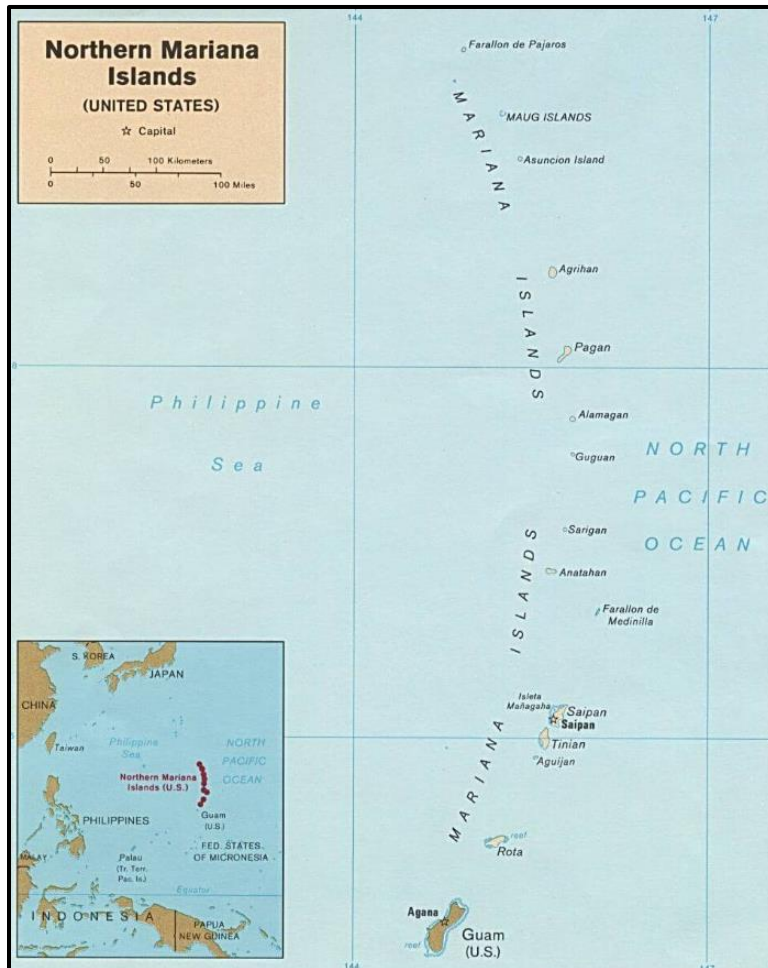 144
147
Northern Mariana
Islands
(UNITED STATES)
☆ Capital
0 50 100 Kilometers
0 50 100 Miles
Farallon de Pajaros
MAUG ISLANDS
Asuncion Island
MARIANA
ISLANDS
Agrihan
Pagan
8
Philippine
Sea
Alamagan
Guguan
NORTH
PACIFIC
OCEAN
Sarigan
Anatahan
Farallon de
Medinilla
MARIANA ISLANDS
Isleta
Mañagaha
Saipan
Saipan
Tinian
Aguijan
reef
Rota
Agana
Guam
(U.S.)
reef
144
147
S. KOREA
JAPAN
CHINA
Taiwan
Philippine
Sea
NORTH
PACIFIC
OCEAN
Northern Mariana
Islands (U.S.)
Guam
(U.S.)
PHILIPPINES
FED. STATES
OF MICRONESIA
MALAY.
Palau
(Tr. Terr.
Pac. Is.)
Equator
INDONESIA
PAPUA
NEW GUINEA